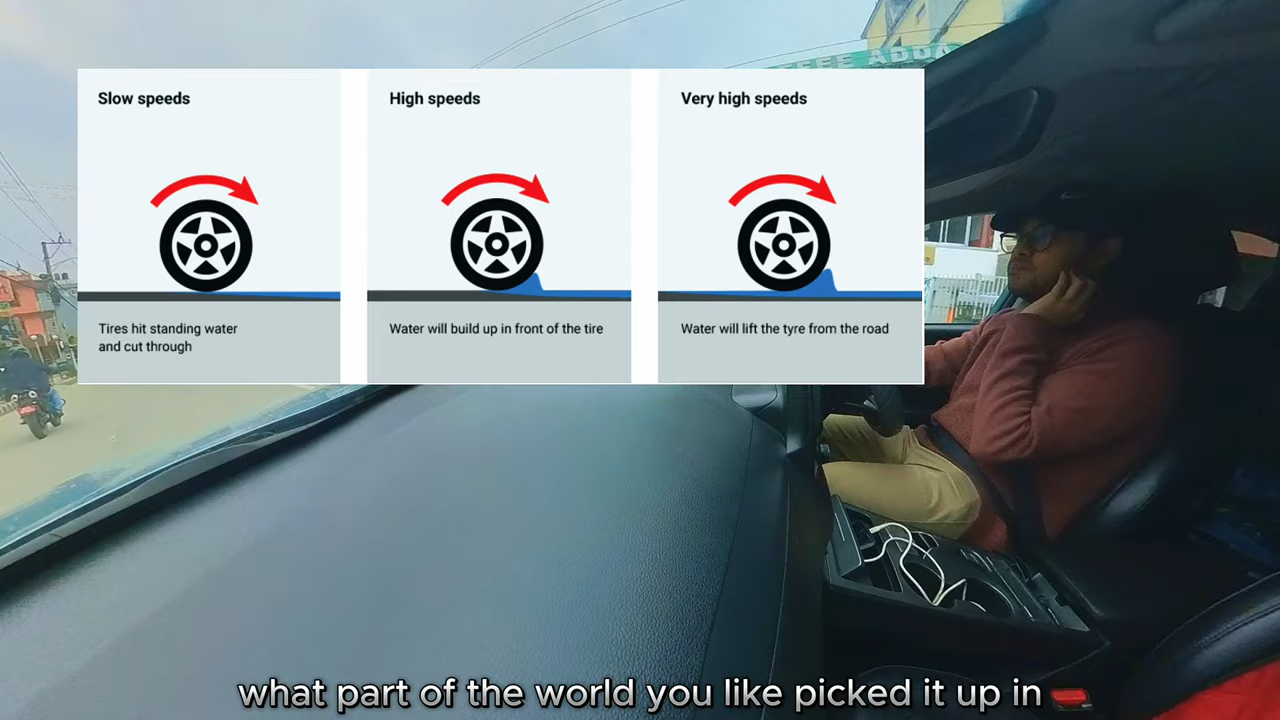 FFEE ADDA
Slow speeds
High speeds
Very high speeds
Tires hit standing water
and cut through
Water will build up in front of the tire
Water will lift the tyre from the road
what part of the world you like picked it up in